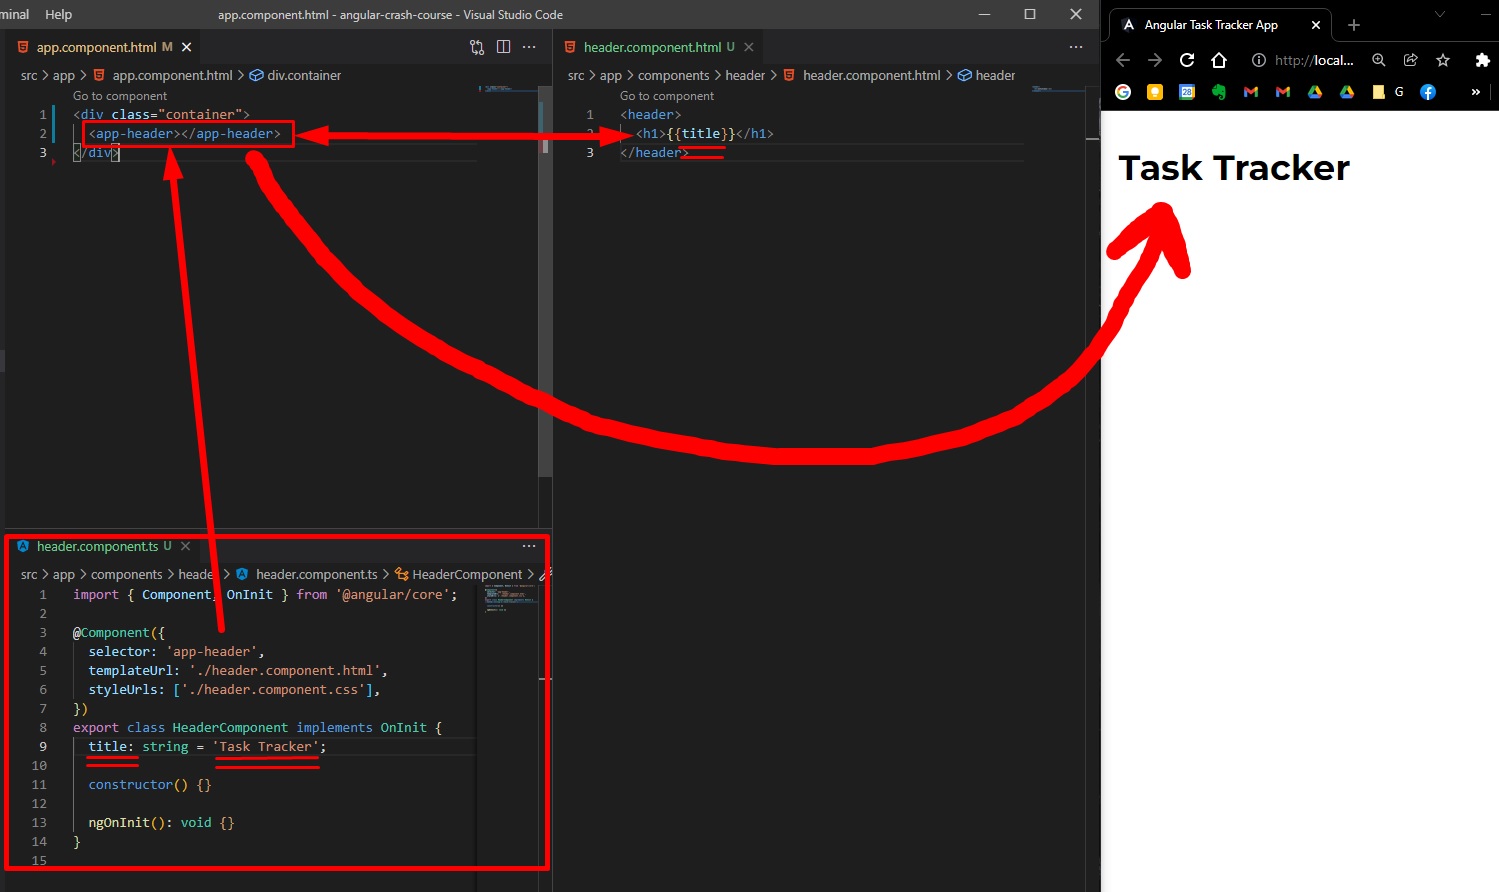 minal Help app.component.html - angular-crash-course - Visual Studio Code
app.component.html M
src > app > app.component.html > div.container
Go to component
1 <div class="container">
2 <app-header></app-header>
3 </div>
header.component.html U
src > app > components > header > header.component.html > header
Go to component
1 <header>
2 <h1>{{title}}</h1>
3 </header>
header.component.ts U
src > app > components > header > header.component.ts > HeaderComponent >
1 import { Component, OnInit } from '@angular/core';
2
3 @Component({
4 selector: 'app-header',
5 templateUrl: './header.component.html',
6 styleUrls: ['./header.component.css'],
7 })
8 export class HeaderComponent implements OnInit {
9 title: string = 'Task Tracker';
10
11 constructor() {}
12
13 ngOnInit(): void {}
14 }
15
Angular Task Tracker App
http://local...
28 G »
Task Tracker